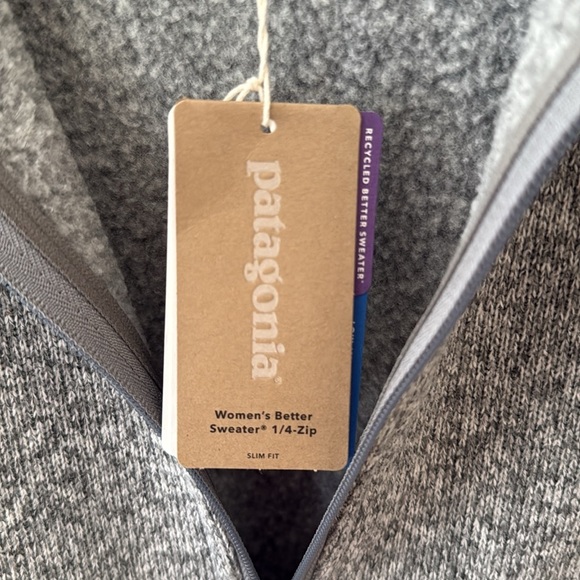 patagonia®
Women's Better
Sweater® 1/4-Zip
SLIM FIT
RECYCLED BETTER SWEATER®